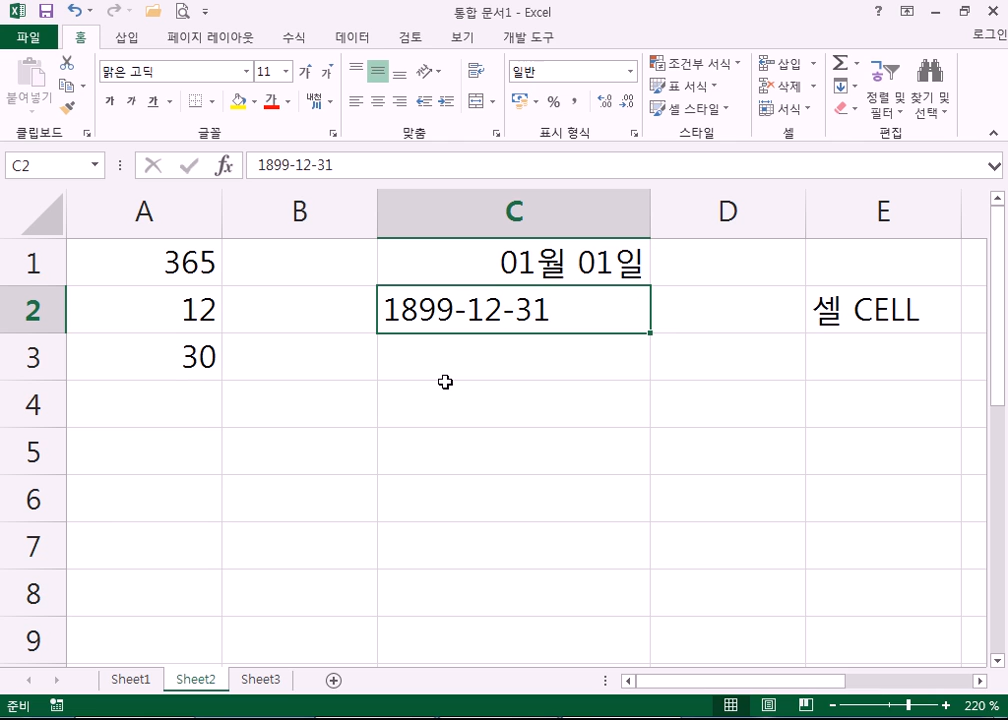 통합 문서1 - Excel
?
파일 홈 삽입 페이지 레이아웃 수식 데이터 검토 보기 개발 도구 로그인
붙여넣기
클립보드
맑은 고딕 11 가 가
가 가 가 가 내천
글꼴
맞춤
일반
% ,
표시 형식
조건부 서식
표 서식
셀 스타일
스타일
삽입
삭제
서식
셀
정렬 및 필터
찾기 및 선택
편집
C2 fx 1899-12-31
A B C D E
1 365 01월 01일
2 12 1899-12-31 셀 CELL
3 30
4
5
6
7
8
9
Sheet1 Sheet2 Sheet3
준비 220 %